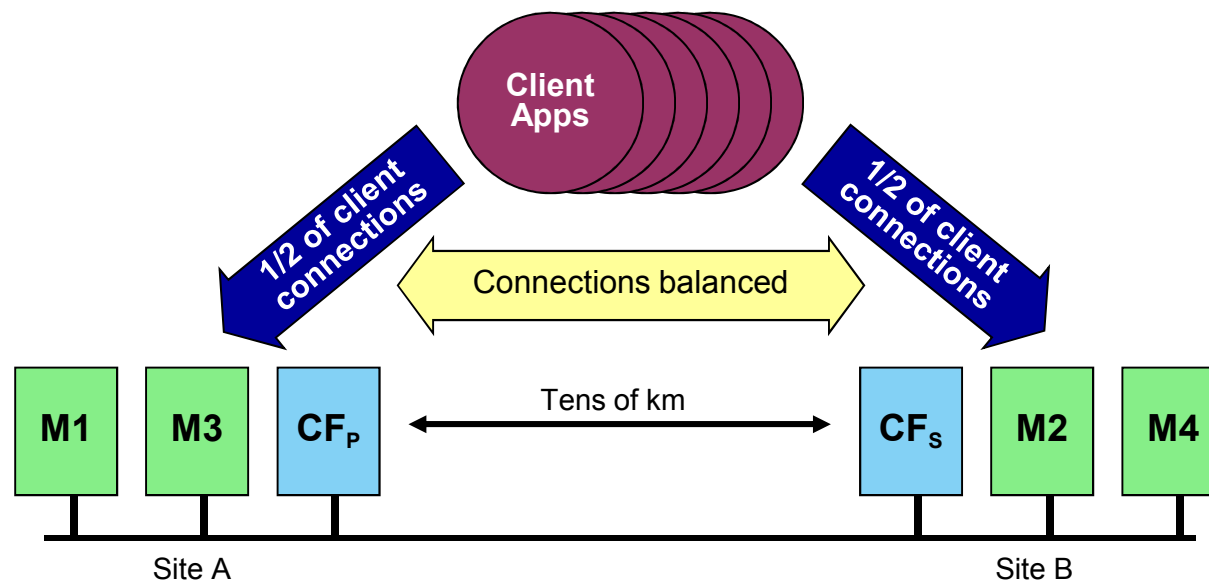 Client
Apps
1/2 of client
connections
1/2 of client
connections
Connections balanced
Tens of km
M1
M3
CFP
CFS
M2
M4
Site A
Site B